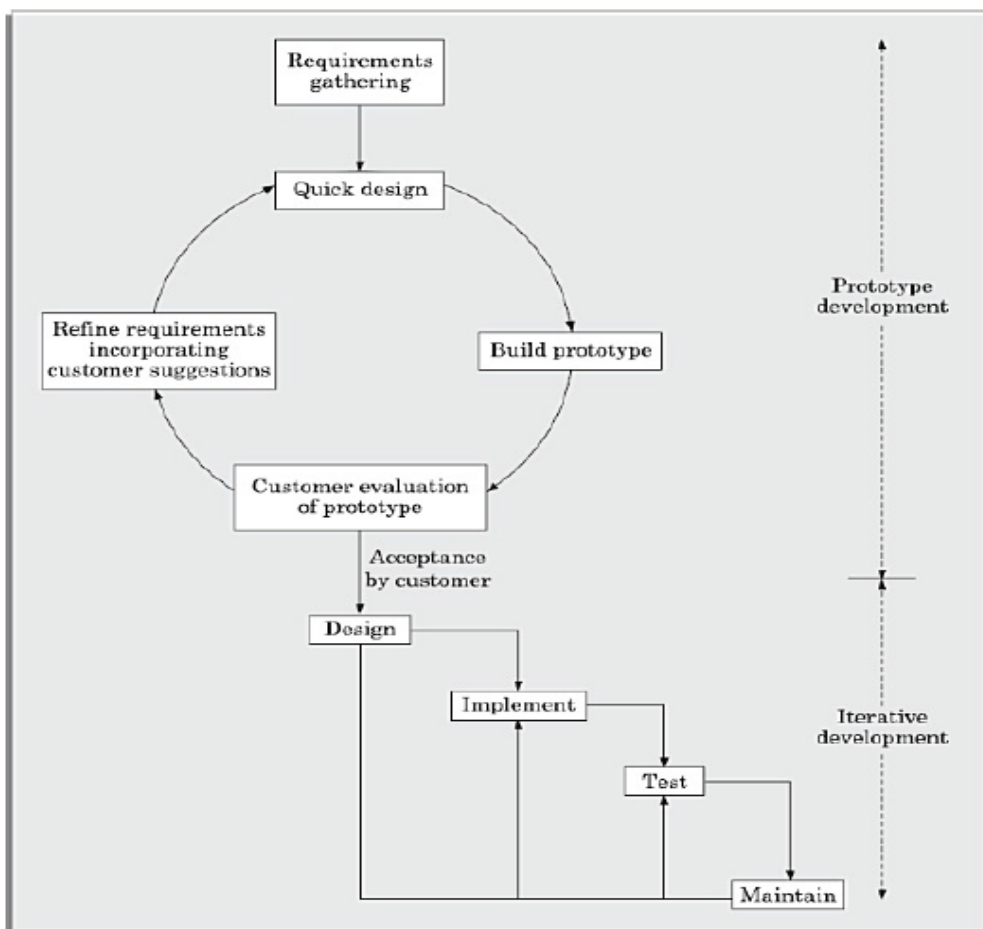 Requirements
gathering
Quick design
Prototype
development
Refine requirements
incorporating
customer suggestions
Build prototype
Customer evaluation
of prototype
Acceptance
by customer
Design
Implement
Iterative
development
Test
Maintain